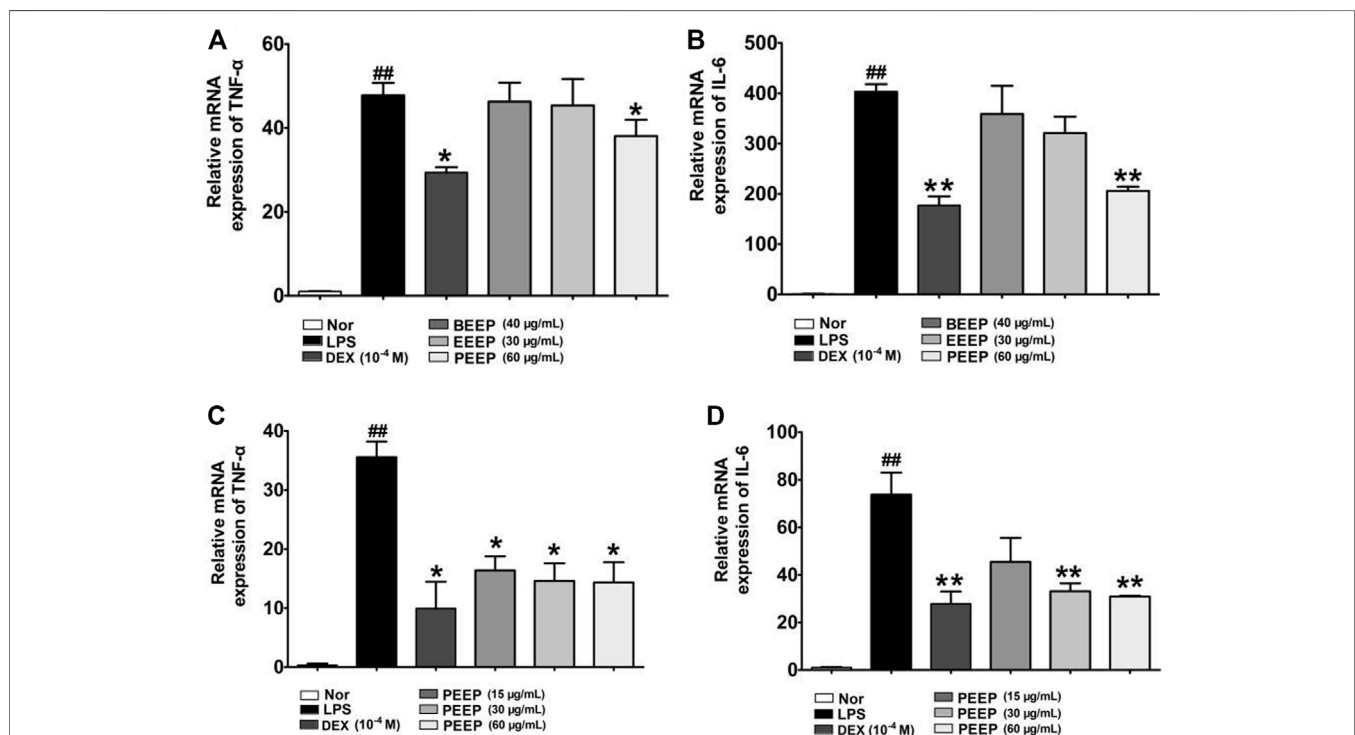 A
Relative mRNA
expression of TNF-α
60
40
20
0
##
*
*
Nor
LPS
DEX (10⁻⁴ M)
BEEP (40 µg/mL)
EEEP (30 µg/mL)
PEEP (60 µg/mL)
B
Relative mRNA
expression of IL-6
500
400
300
200
100
0
##
**
**
Nor
LPS
DEX (10⁻⁴ M)
BEEP (40 µg/mL)
EEEP (30 µg/mL)
PEEP (60 µg/mL)
C
Relative mRNA
expression of TNF-α
40
30
20
10
0
##
*
*
*
*
Nor
LPS
DEX (10⁻⁴ M)
PEEP (15 µg/mL)
PEEP (30 µg/mL)
PEEP (60 µg/mL)
D
Relative mRNA
expression of IL-6
100
80
60
40
20
0
##
**
**
**
Nor
LPS
DEX (10⁻⁴ M)
PEEP (15 µg/mL)
PEEP (30 µg/mL)
PEEP (60 µg/mL)